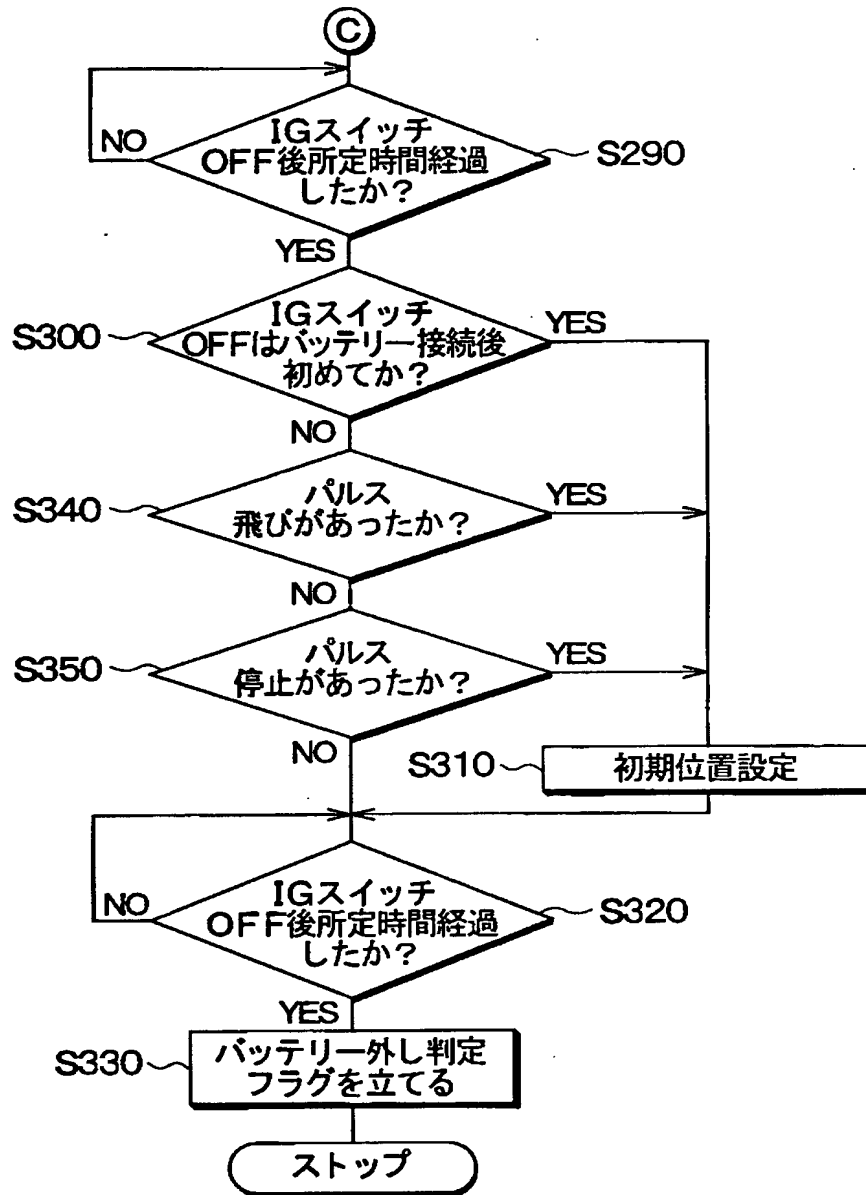 C
IGスイッチ
OFF後所定時間経過
したか?
NO
S290
YES
IGスイッチ
OFFはバッテリー接続後
初めてか?
S300
YES
NO
パルス
飛びがあったか?
S340
YES
NO
パルス
停止があったか?
S350
YES
NO
S310
初期位置設定
IGスイッチ
OFF後所定時間経過
したか?
NO
S320
YES
S330
バッテリー外し判定
フラグを立てる
ストップ